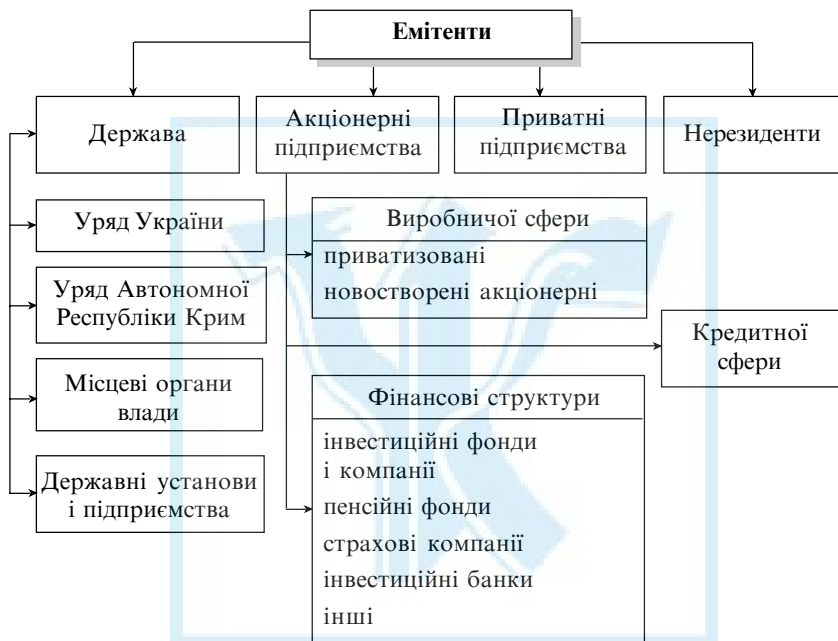 Емітенти
Держава
Акціонерні
підприємства
Приватні
підприємства
Нерезиденти
Уряд України
Уряд Автономної
Республіки Крим
Місцеві органи
влади
Державні установи
і підприємства
Виробничої сфери
приватизовані
новостворені акціонерні
Кредитної
сфери
Фінансові структури
інвестиційні фонди
і компанії
пенсійні фонди
страхові компанії
інвестиційні банки
інші